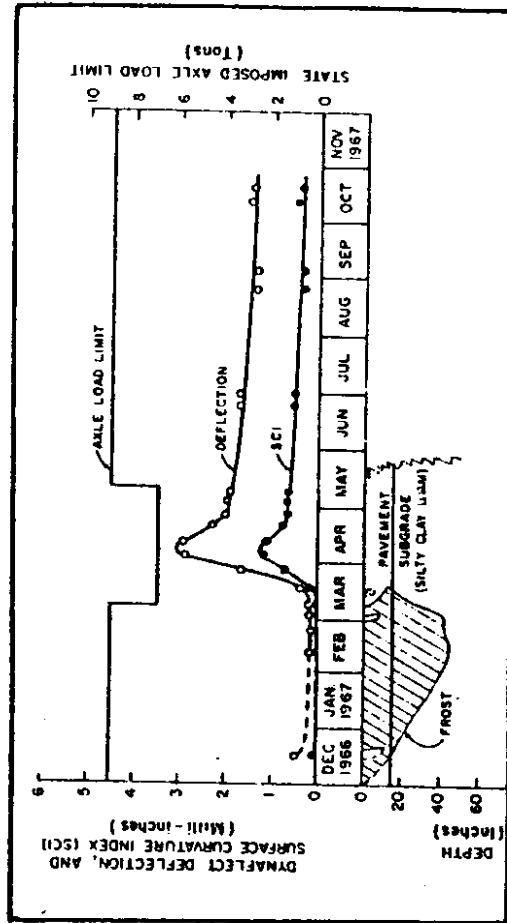 DYNAFLECT DEFLECTION, AND
SURFACE CURVATURE INDEX (SCI)
(Milli-inches)
6
5
4
3
2
1
0
STATE IMPOSED AXLE LOAD LIMIT
(Tons)
10
8
6
4
2
0
AXLE LOAD LIMIT
DEFLECTION
SCI
DEC
1966
JAN
1967
FEB
MAR
APR
MAY
JUN
JUL
AUG
SEP
OCT
NOV
1967
DEPTH
(Inches)
0
20
40
FROST
PAVEMENT
SUBGRADE
(SILTY CLAY LOAM)